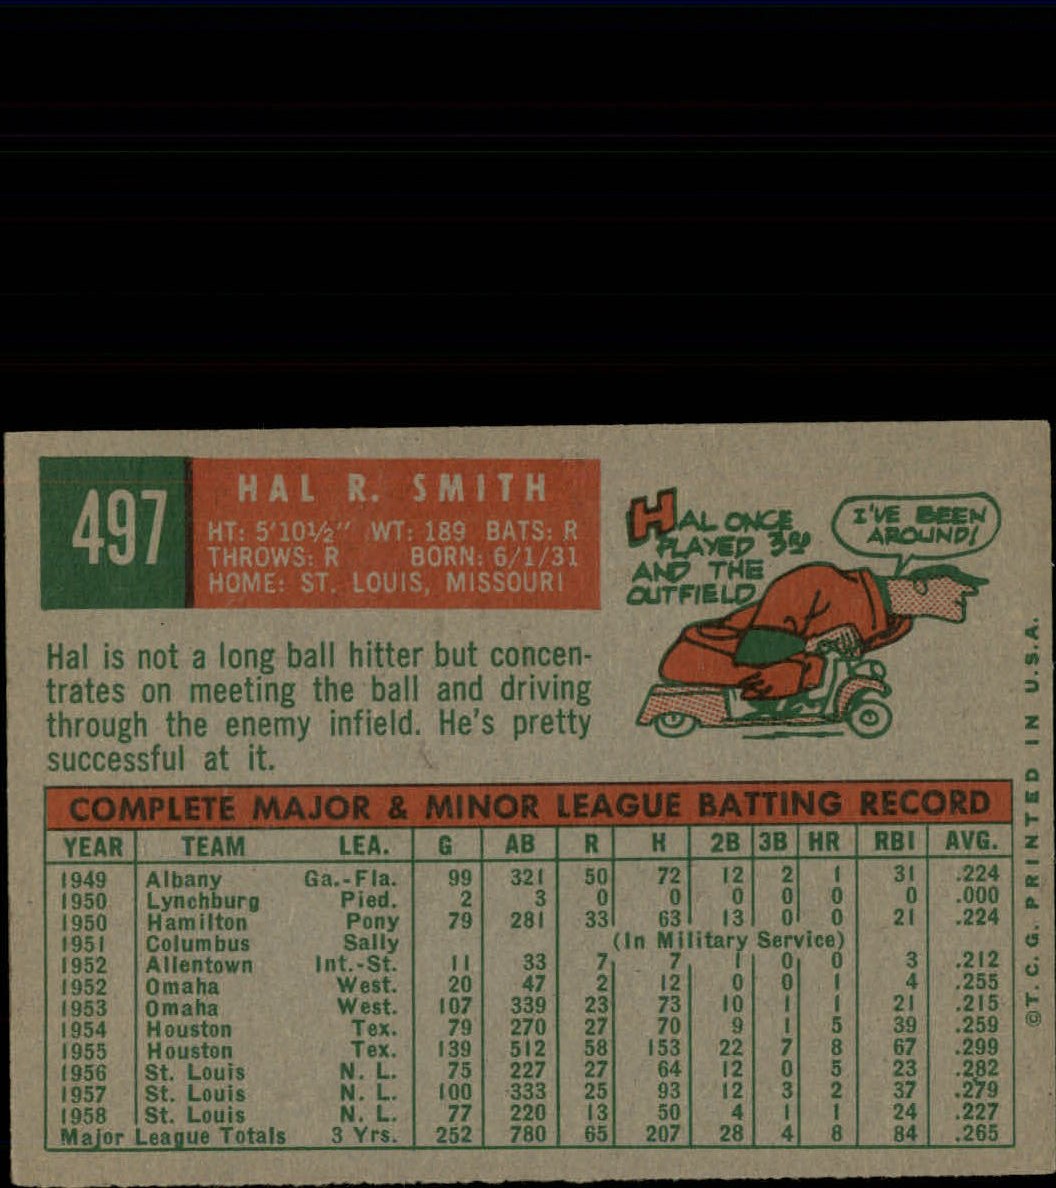 497
HAL R. SMITH
HT: 5'10½" WT: 189 BATS: R
THROWS: R BORN: 6/1/31
HOME: ST. LOUIS, MISSOURI
HAL ONCE
PLAYED 3RD
AND THE
OUTFIELD
I'VE BEEN
AROUND!
Hal is not a long ball hitter but concen-
trates on meeting the ball and driving
through the enemy infield. He's pretty
successful at it.
COMPLETE MAJOR & MINOR LEAGUE BATTING RECORD
YEAR TEAM LEA. G AB R H 2B 3B HR RBI AVG.
1949 Albany Ga.-Fla. 99 321 50 72 12 2 1 31 .224
1950 Lynchburg Pied. 2 3 0 0 0 0 0 0 .000
1950 Hamilton Pony 79 281 33 63 13 0 0 21 .224
1951 Columbus Sally (In Military Service)
1952 Allentown Int.-St. 11 33 7 7 1 0 0 3 .212
1952 Omaha West. 20 47 2 12 0 0 1 4 .255
1953 Omaha West. 107 339 23 73 10 1 1 21 .215
1954 Houston Tex. 79 270 27 70 9 1 5 39 .259
1955 Houston Tex. 139 512 58 153 22 7 8 67 .299
1956 St. Louis N. L. 75 227 27 64 12 0 5 23 .282
1957 St. Louis N. L. 100 333 25 93 12 3 2 37 .279
1958 St. Louis N. L. 77 220 13 50 4 1 1 24 .227
Major League Totals 3 Yrs. 252 780 65 207 28 4 8 84 .265
©T. C. G. PRINTED IN U.S.A.